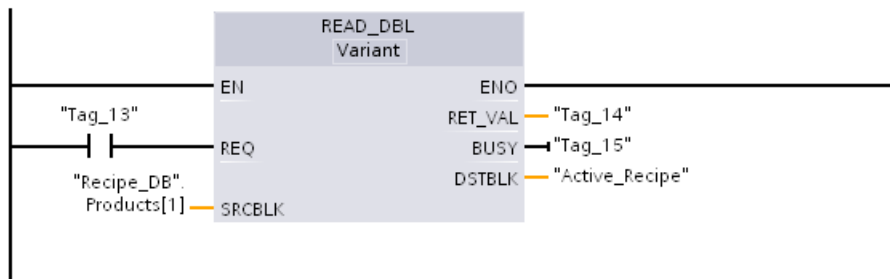 READ_DBL
Variant
EN ENO
"Tag_13" RET_VAL "Tag_14"
REQ BUSY "Tag_15"
"Recipe_DB". DSTBLK "Active_Recipe"
Products[1] SRCBLK